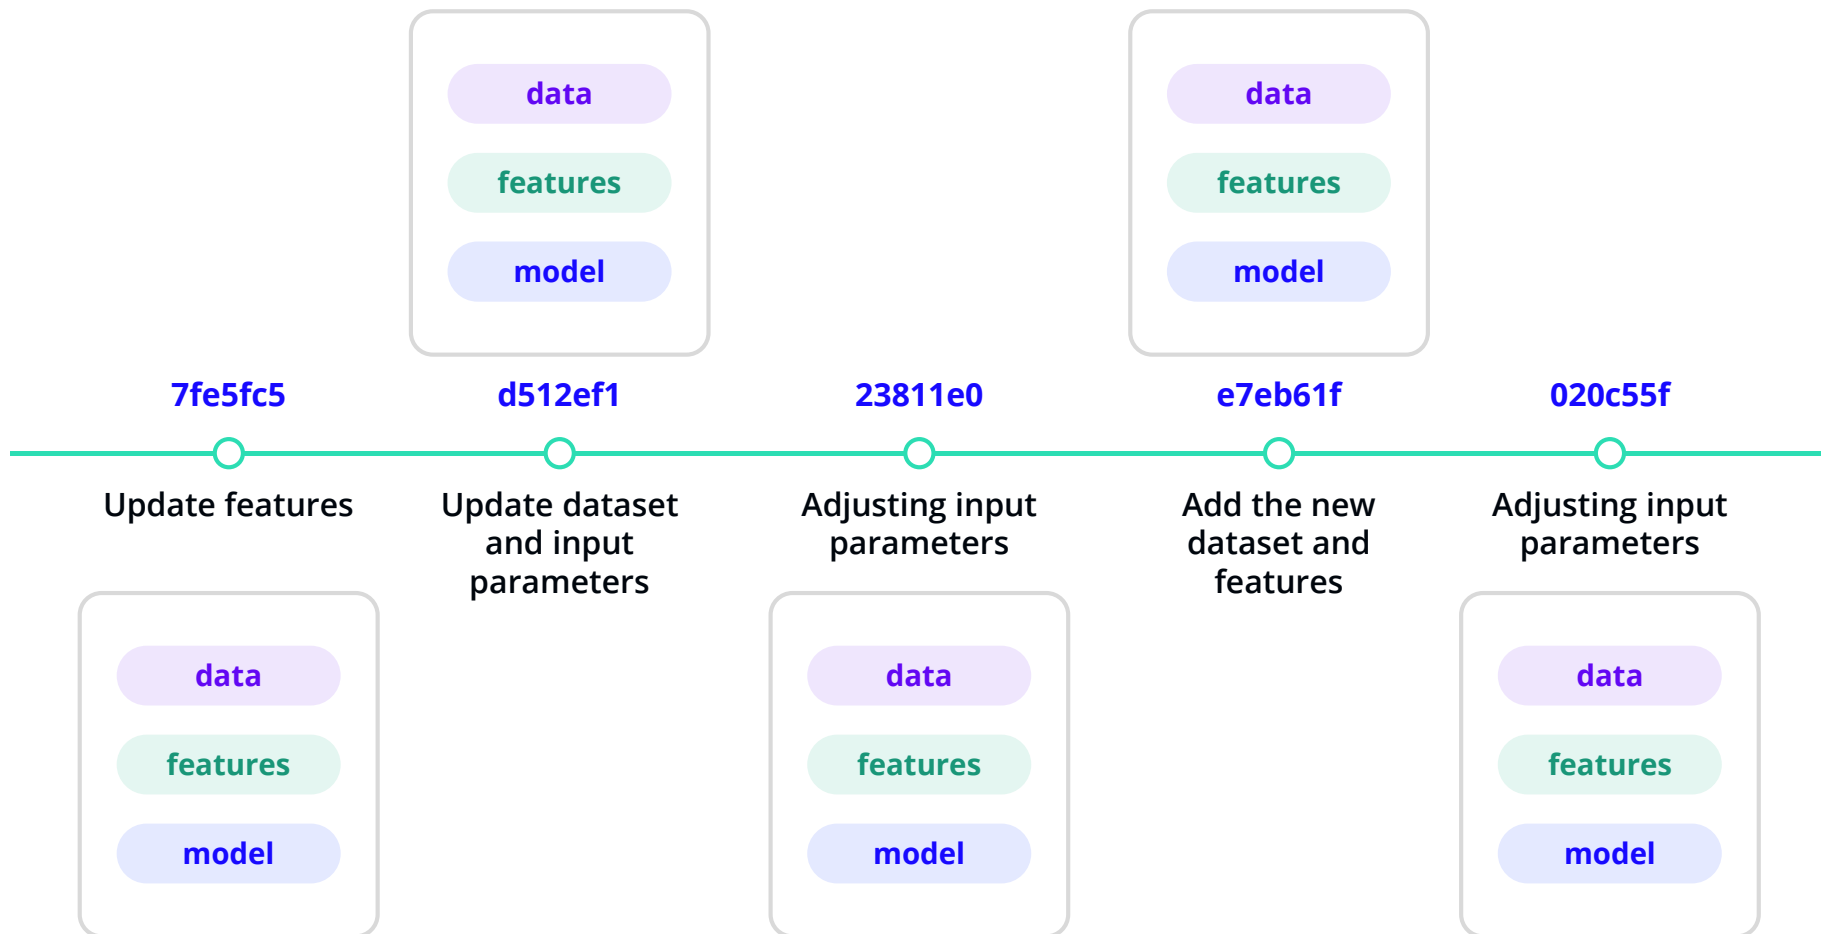 data
features
model
data
features
model
7fe5fc5
d512ef1
23811e0
e7eb61f
020c55f
Update features
Update dataset
and input
parameters
Adjusting input
parameters
Add the new
dataset and
features
Adjusting input
parameters
data
features
model
data
features
model
data
features
model